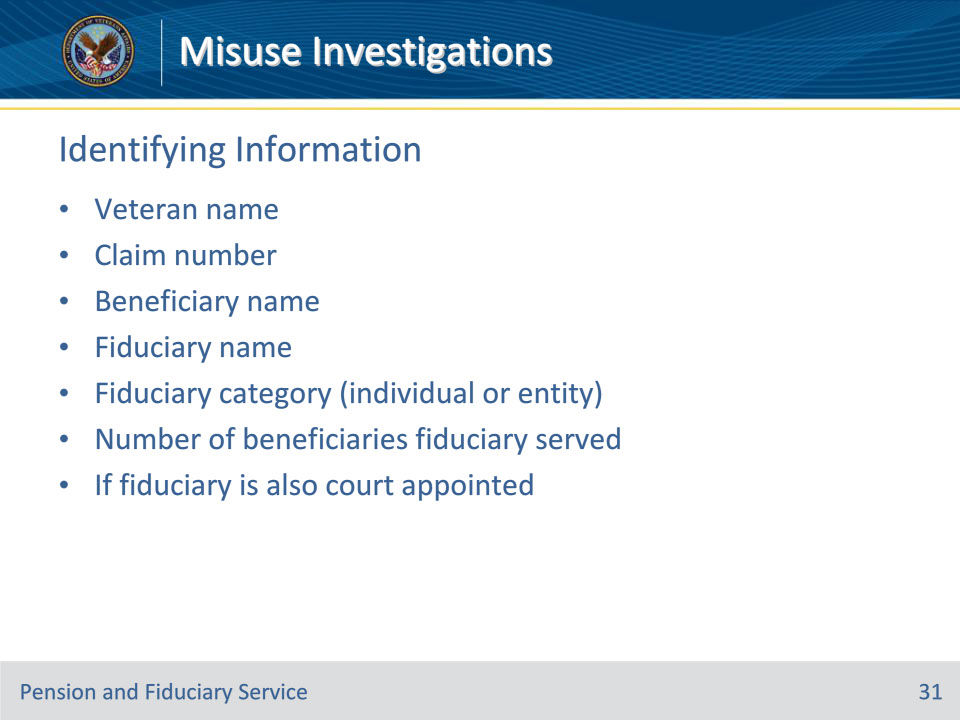 Misuse Investigations
Identifying Information
• Veteran name
• Claim number
• Beneficiary name
• Fiduciary name
• Fiduciary category (individual or entity)
• Number of beneficiaries fiduciary served
• If fiduciary is also court appointed
Pension and Fiduciary Service
31